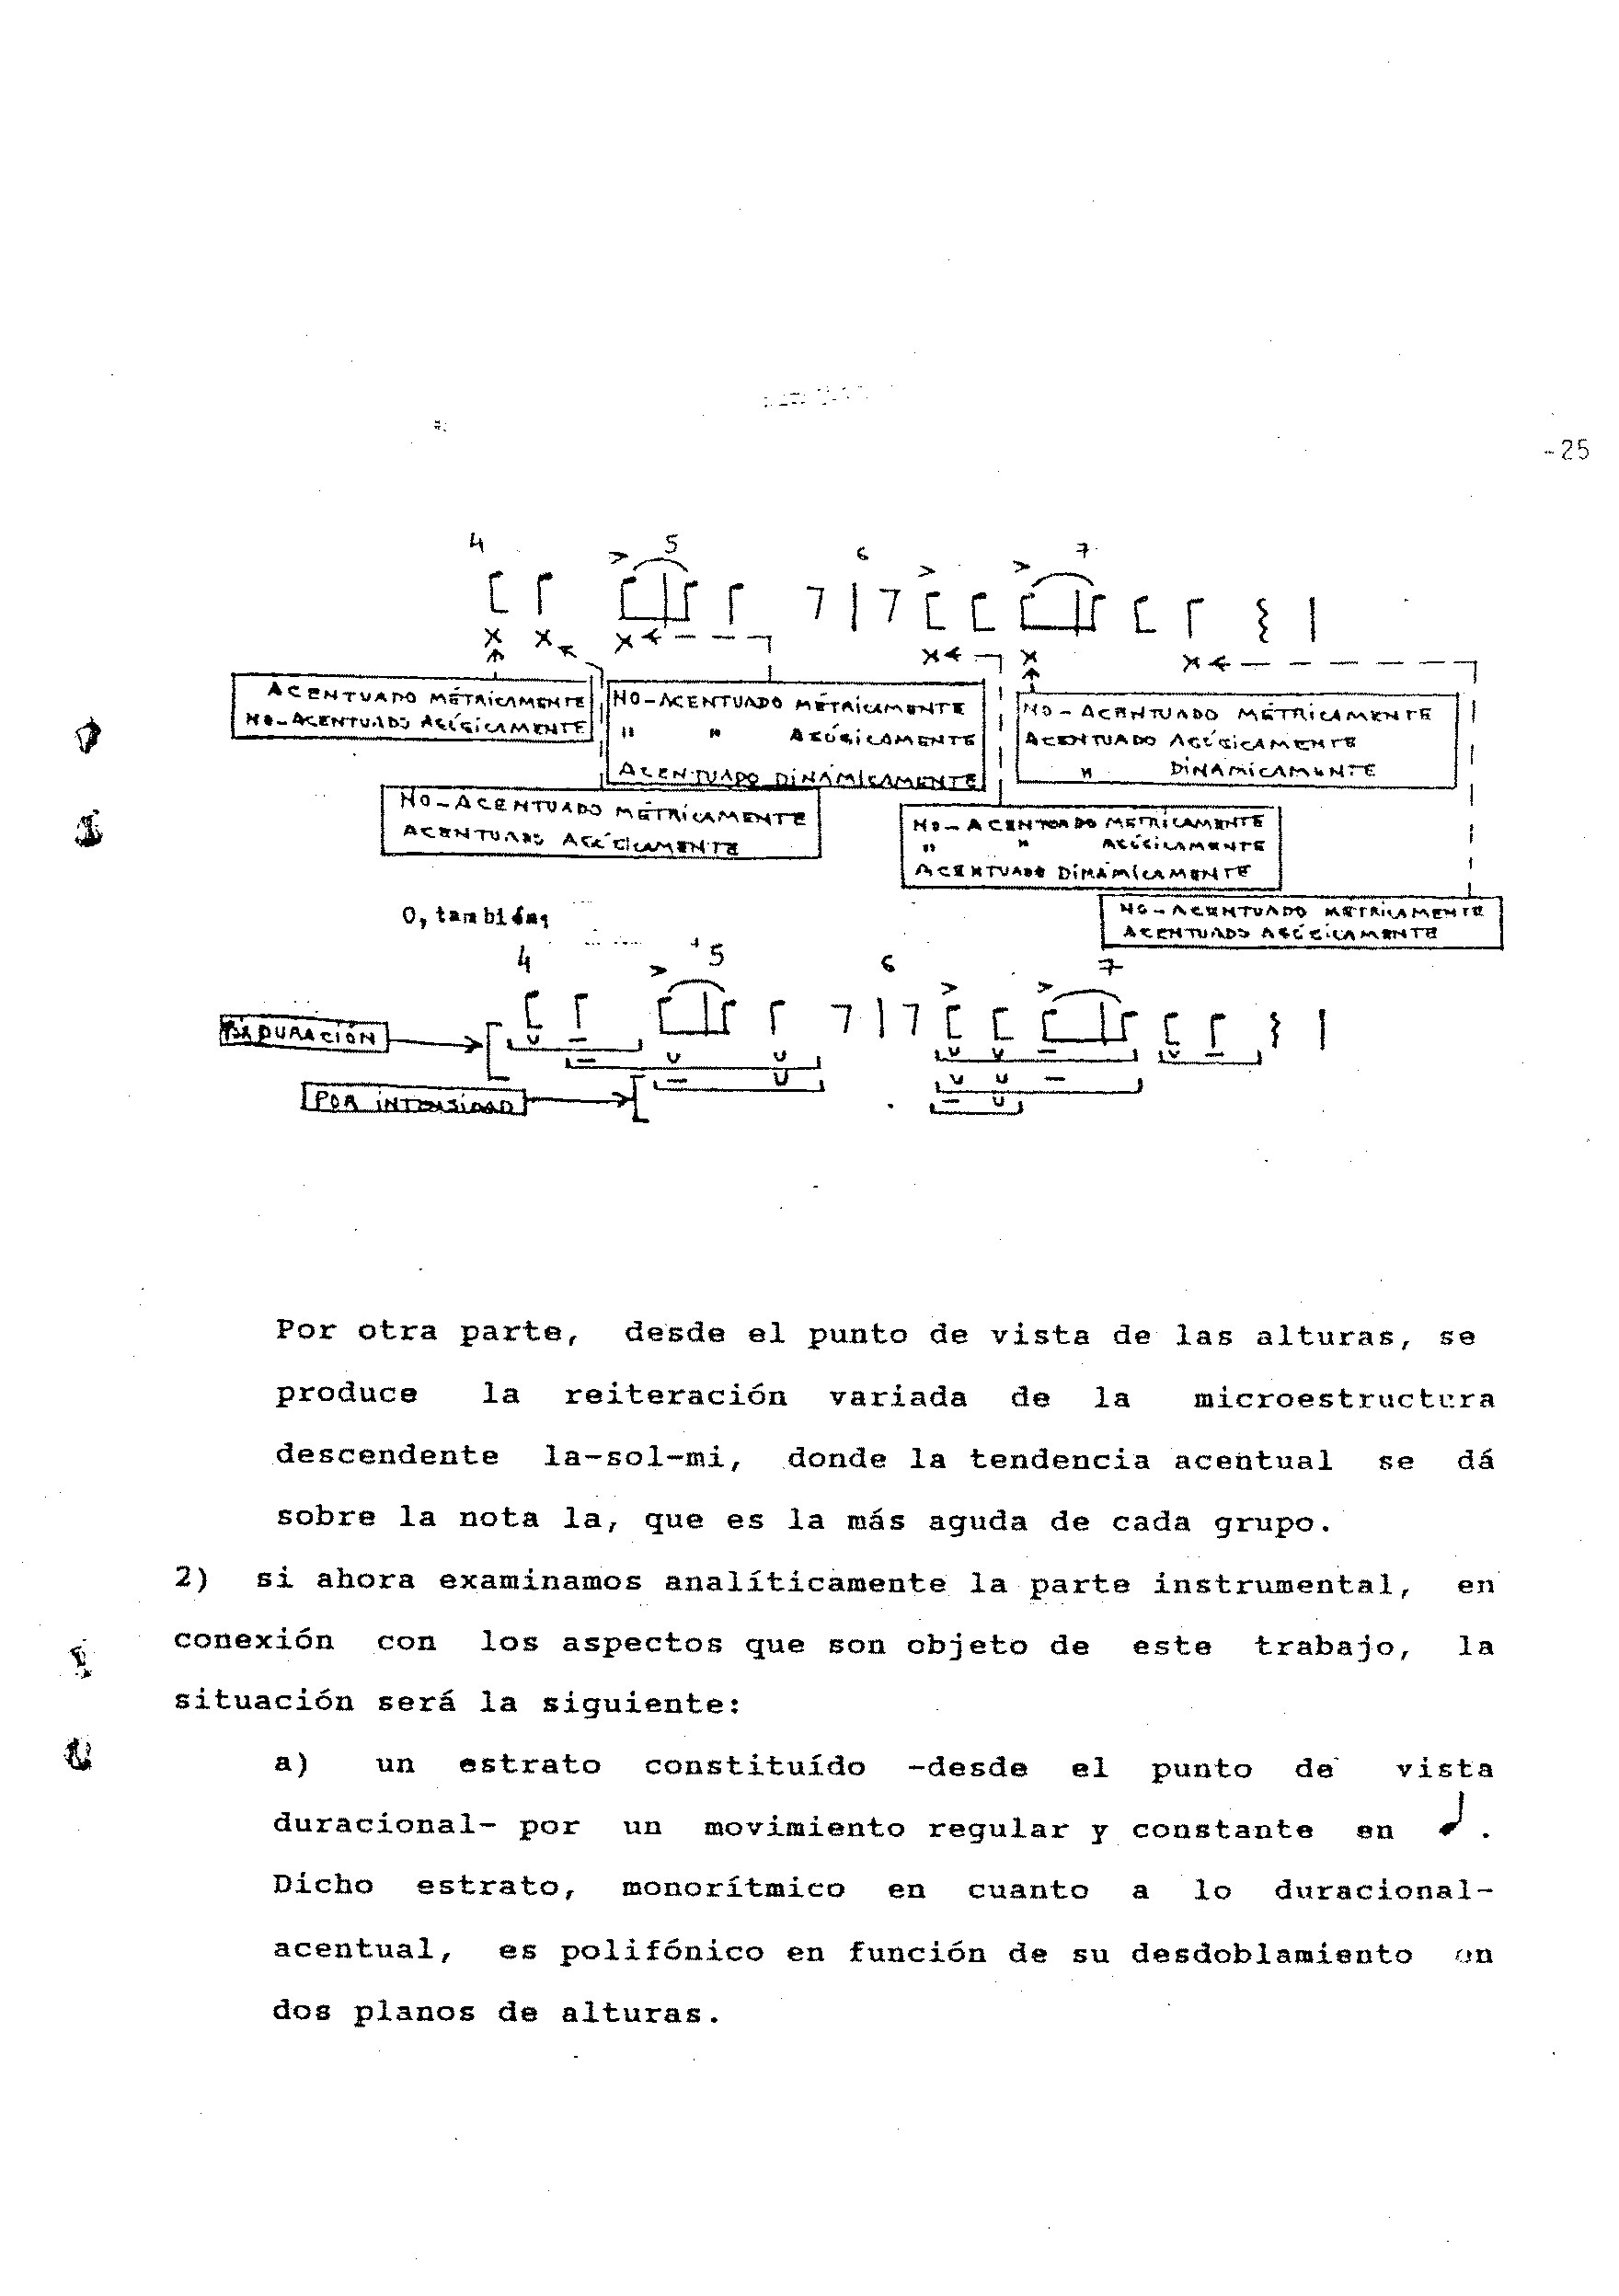 -25
4 5 6 7
ACENTUADO MÉTRICAMENTE
NO-ACENTUADO AGÓGICAMENTE
NO-ACENTUADO MÉTRICAMENTE
" " AGÓGICAMENTE
ACENTUADO DINÁMICAMENTE
NO-ACENTUADO MÉTRICAMENTE
ACENTUADO AGÓGICAMENTE
" DINÁMICAMENTE
NO-ACENTUADO MÉTRICAMENTE
ACENTUADO AGÓGICAMENTE
NO-ACENTUADO MÉTRICAMENTE
" " AGÓGICAMENTE
ACENTUADO DINÁMICAMENTE
NO-ACENTUADO MÉTRICAMENTE
ACENTUADO AGÓGICAMENTE
O, también;
4 5 6 7
POR DURACIÓN
POR INTENSIDAD
Por otra parte, desde el punto de vista de las alturas, se
produce la reiteración variada de la microestructura
descendente la-sol-mi, donde la tendencia acentual se dá
sobre la nota la, que es la más aguda de cada grupo.
2) si ahora examinamos analíticamente la parte instrumental, en
conexión con los aspectos que son objeto de este trabajo, la
situación será la siguiente:
a) un estrato constituído -desde el punto de vista
duracional- por un movimiento regular y constante en ♩ .
Dicho estrato, monorítmico en cuanto a lo duracional-
acentual, es polifónico en función de su desdoblamiento en
dos planos de alturas.